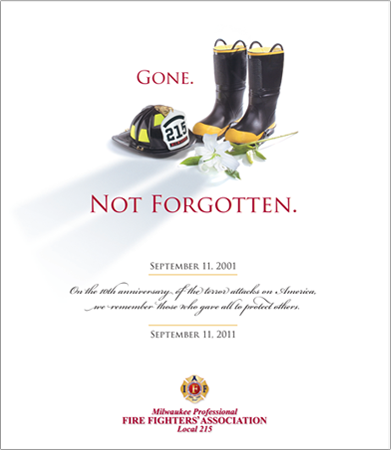 GONE.
215
NOT FORGOTTEN.
SEPTEMBER 11, 2001
On the 10th anniversary of the terror attacks on America,
we remember those who gave all to protect others.
SEPTEMBER 11, 2011
Milwaukee Professional
FIRE FIGHTERS' ASSOCIATION
Local 215